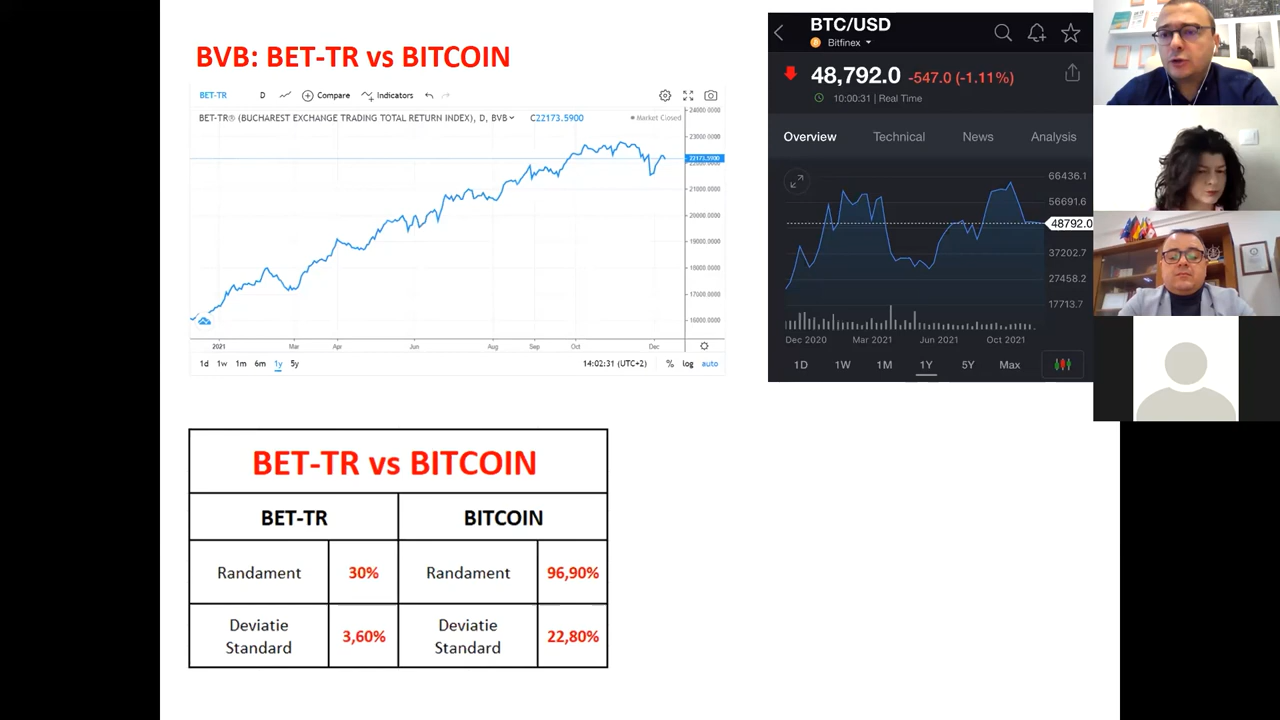 BVB: BET-TR vs BITCOIN
BET-TR D Compare Indicators
BET-TR® (BUCHAREST EXCHANGE TRADING TOTAL RETURN INDEX), D, BVB C22173.5900 Market Closed
24000.0000
23000.0000
22173.5900
22000.0000
21000.0000
20000.0000
19000.0000
18000.0000
17000.0000
16000.0000
2021 Mar Apr Jun Aug Sep Oct Dec
1d 1w 1m 6m 1y 5y 14:02:31 (UTC+2) % log auto
BTC/USD
Bitfinex
48,792.0 -547.0 (-1.11%)
10:00:31 | Real Time
Overview Technical News Analysis
66436.1
56691.6
48792.0
37202.7
27458.2
17713.7
Dec 2020 Mar 2021 Jun 2021 Oct 2021
1D 1W 1M 1Y 5Y Max
BET-TR vs BITCOIN
BET-TR BITCOIN
Randament 30% Randament 96,90%
Deviatie
Standard 3,60% Deviatie
Standard 22,80%